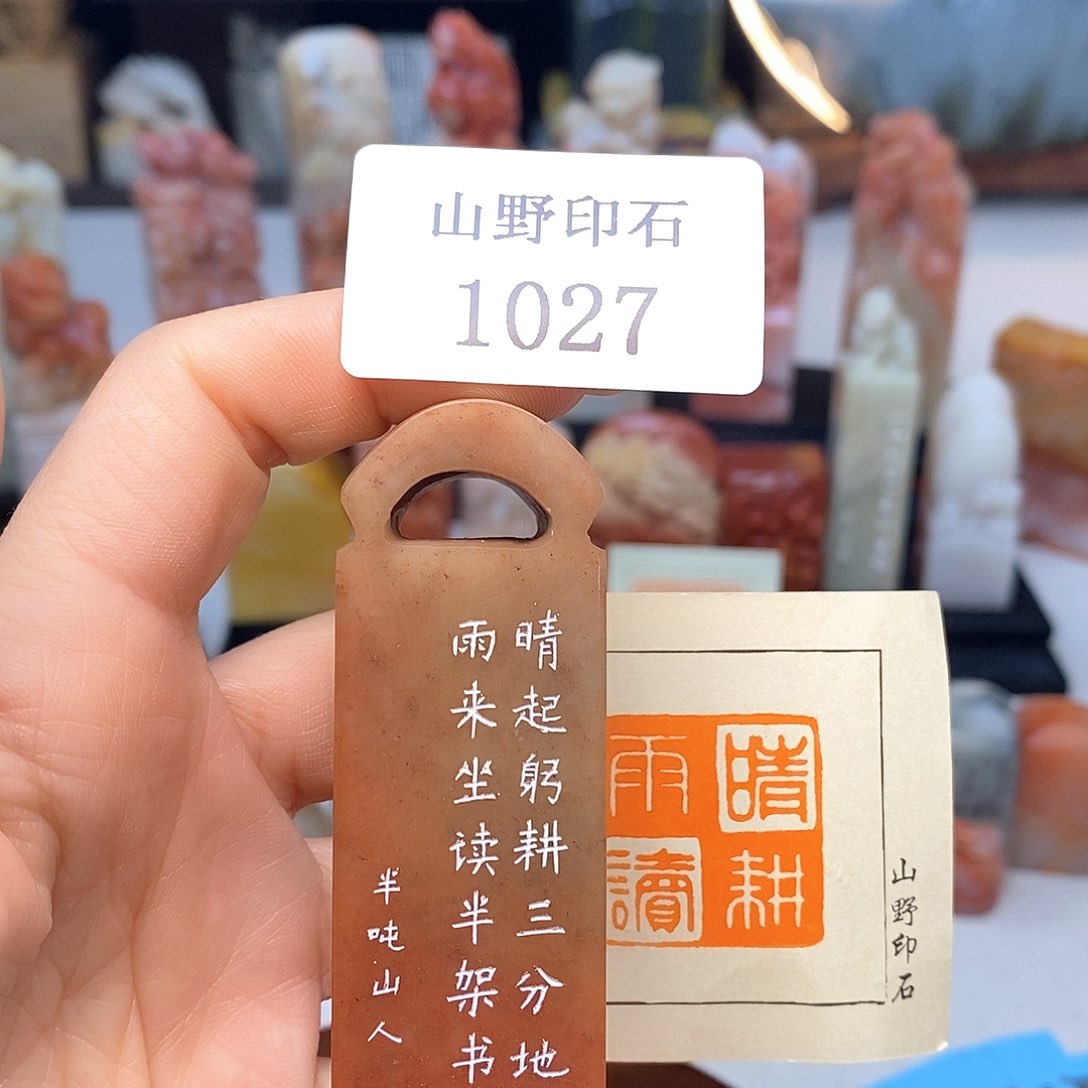 山野印石
1027
晴起躬耕三分地
雨来坐读半架书
半吨山人
晴耕
雨讀
山野印石